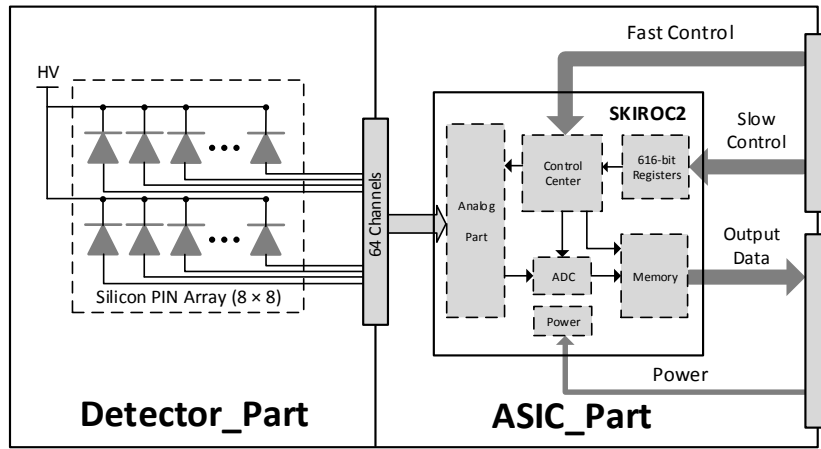 HV
Silicon PIN Array (8 × 8)
Detector_Part
64 Channels
Fast Control
SKIROC2
Slow
Control
Analog
Part
Control
Center
616-bit
Registers
ADC
Memory
Output
Data
Power
Power
ASIC_Part